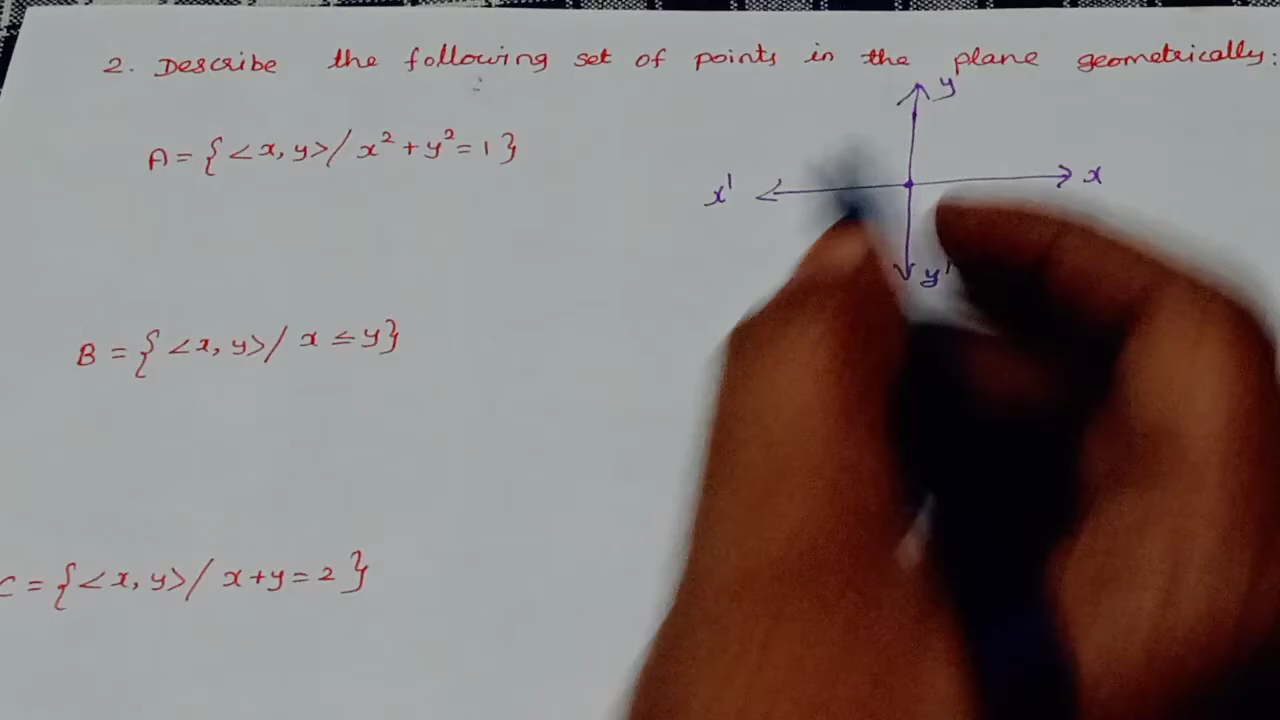 2. Describe the following set of points in the plane geometrically:
A = { <x, y> / x² + y² = 1 }
y
x' x
y'
B = { <x, y> / x ≤ y }
C = { <x, y> / x + y = 2 }